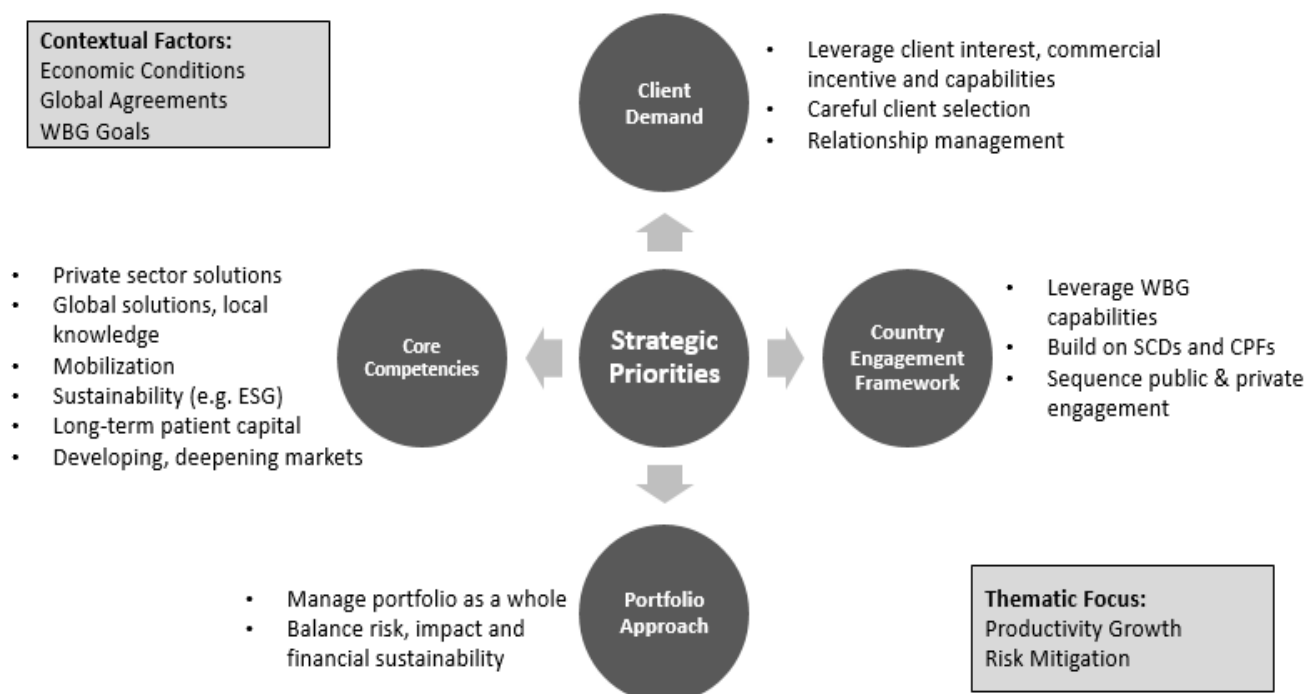 Contextual Factors:
Economic Conditions
Global Agreements
WBG Goals
Client
Demand
• Leverage client interest, commercial
incentive and capabilities
• Careful client selection
• Relationship management
• Private sector solutions
• Global solutions, local
knowledge
• Mobilization
• Sustainability (e.g. ESG)
• Long-term patient capital
• Developing, deepening markets
Core
Competencies
Strategic
Priorities
Country
Engagement
Framework
• Leverage WBG
capabilities
• Build on SCDs and CPFs
• Sequence public & private
engagement
• Manage portfolio as a whole
• Balance risk, impact and
financial sustainability
Portfolio
Approach
Thematic Focus:
Productivity Growth
Risk Mitigation